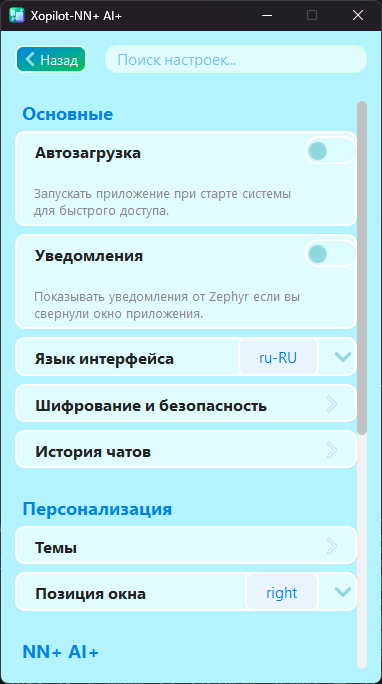 Xopilot-NN+ AI+
Назад
Поиск настроек...
Основные
Автозагрузка
Запускать приложение при старте системы
для быстрого доступа.
Уведомления
Показывать уведомления от Zephyr если вы
свернули окно приложения.
Язык интерфейса ru-RU
Шифрование и безопасность
История чатов
Персонализация
Темы
Позиция окна right
NN+ AI+